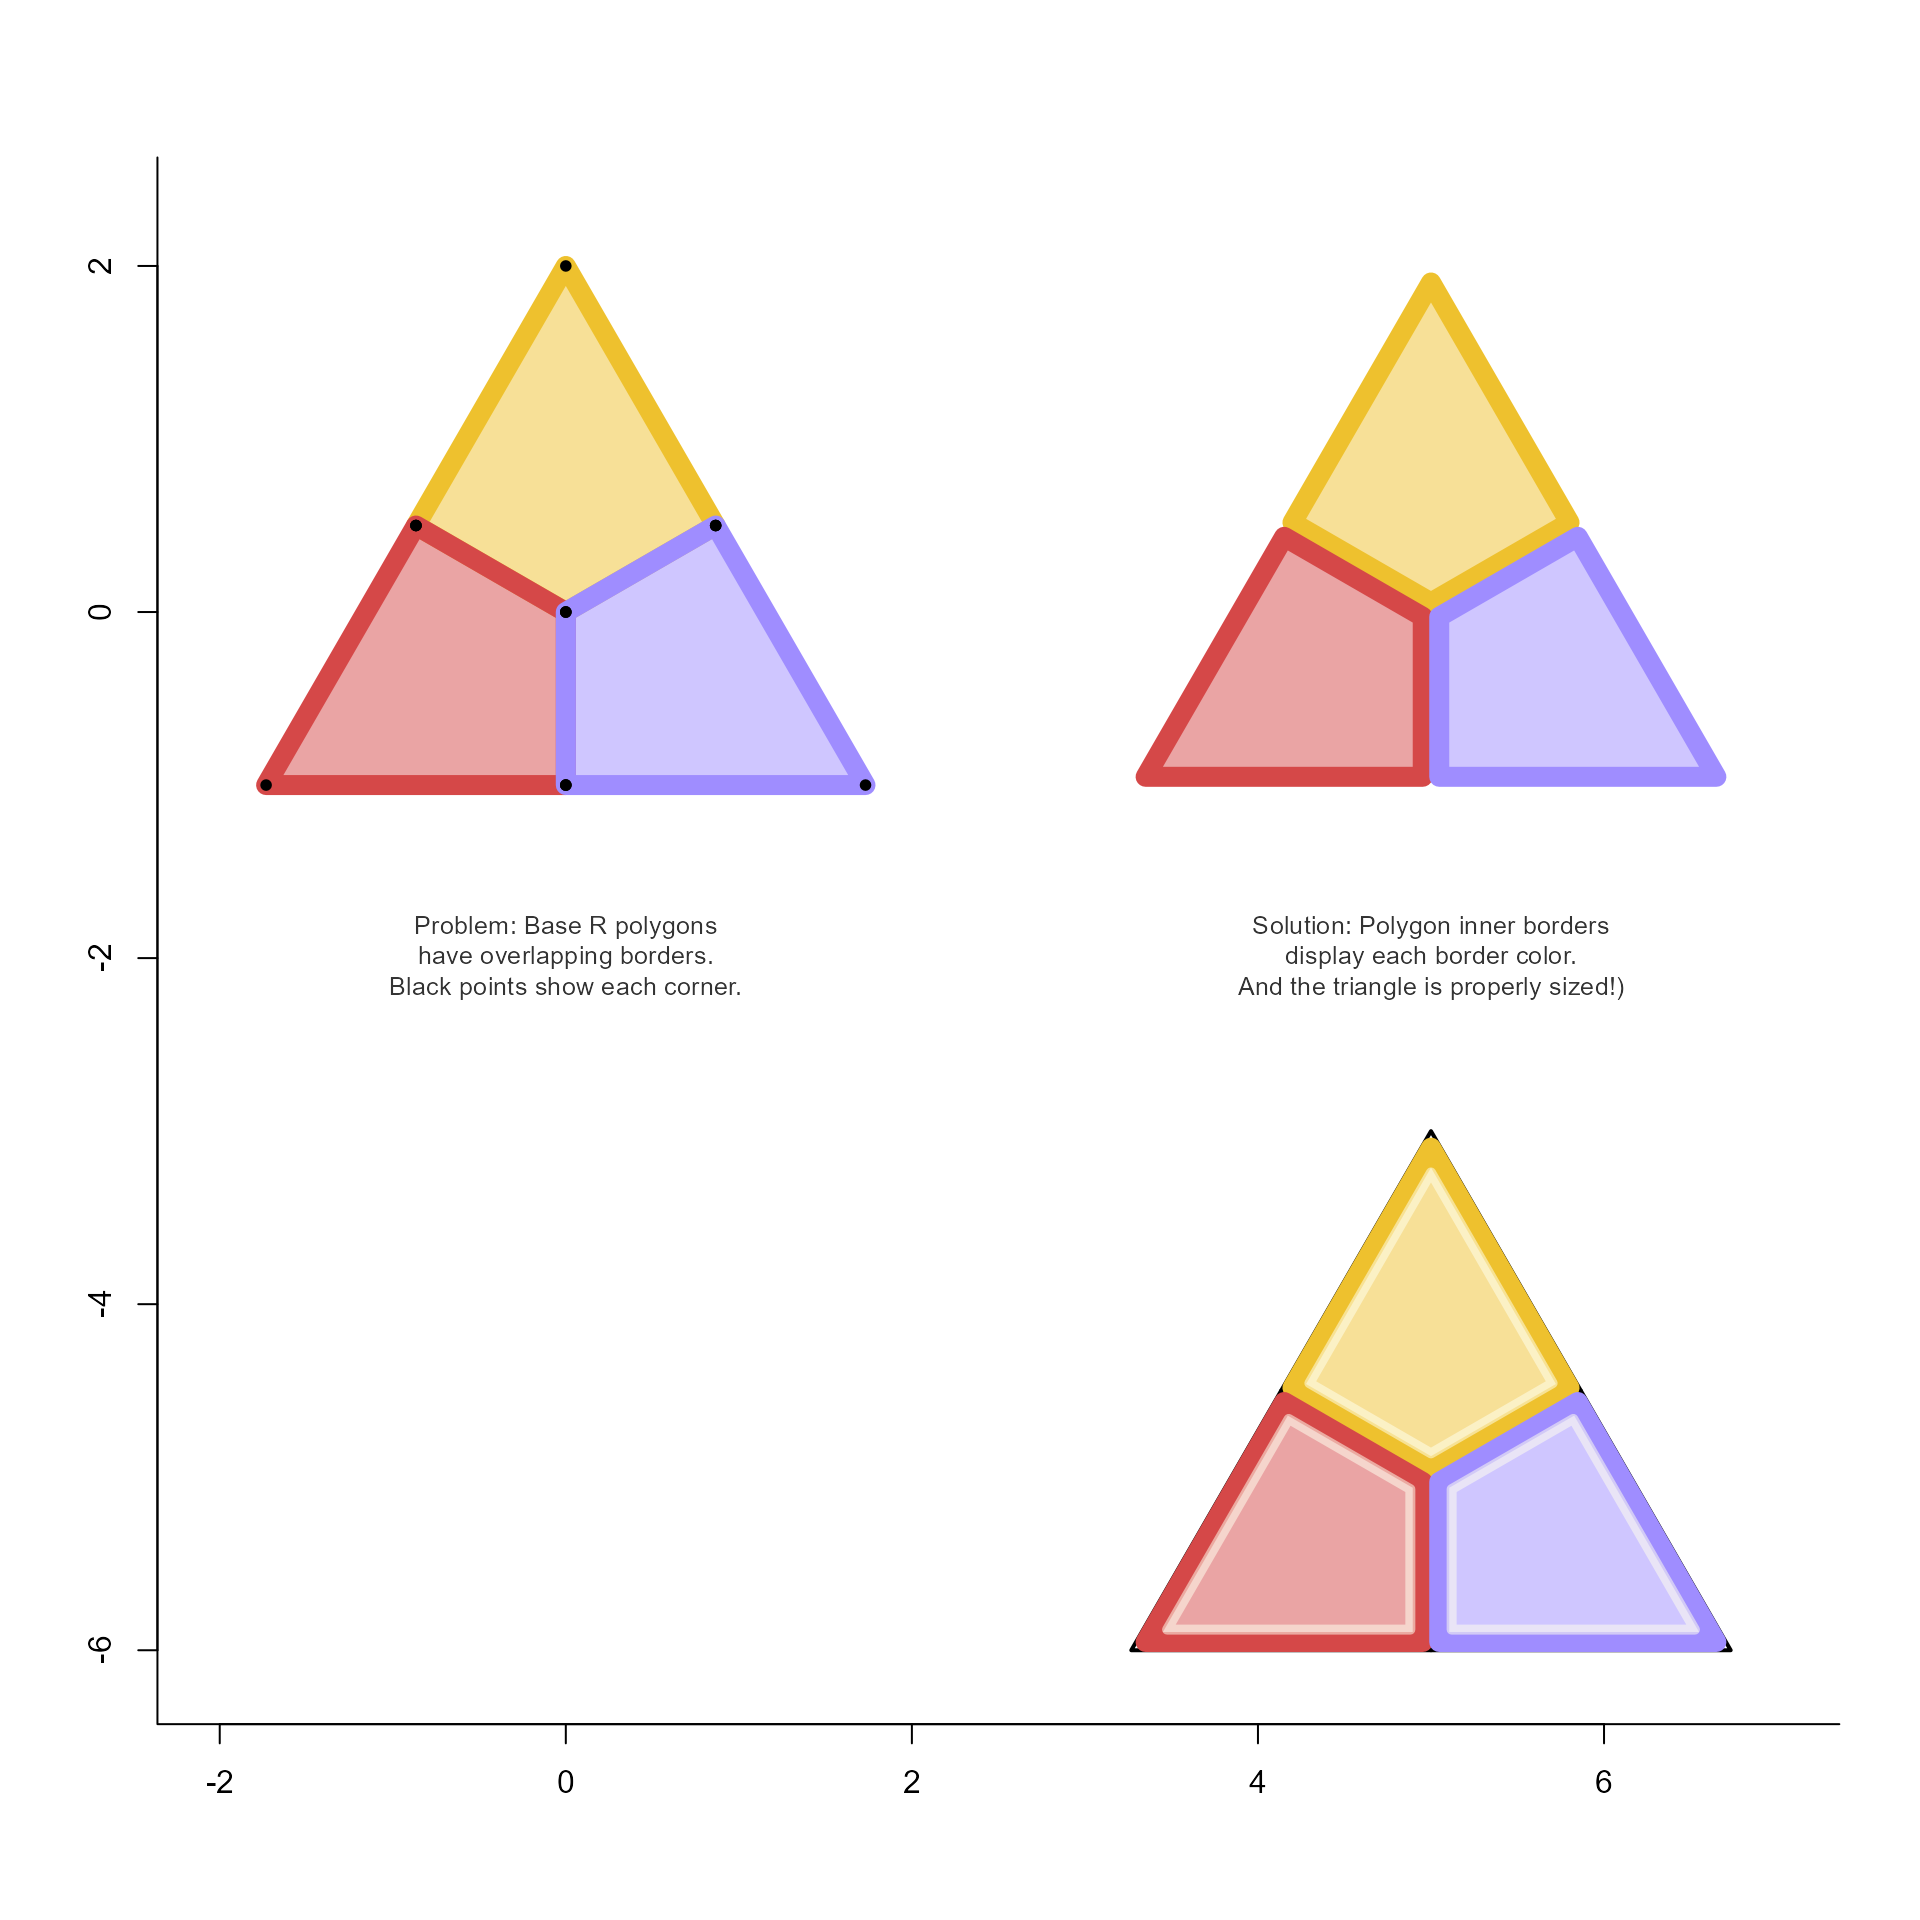 2
0
-2
-4
-6
Problem: Base R polygons
have overlapping borders.
Black points show each corner.
Solution: Polygon inner borders
display each border color.
And the triangle is properly sized!)
-2
0
2
4
6